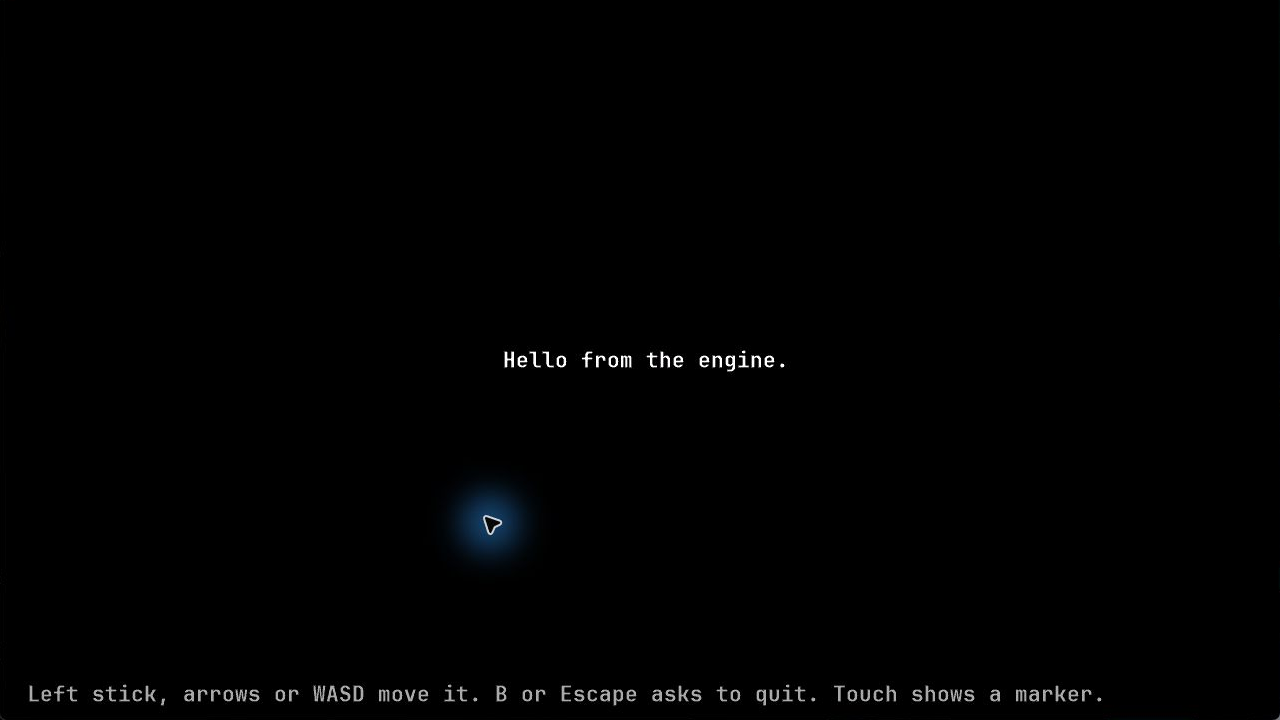 Hello from the engine.
Left stick, arrows or WASD move it. B or Escape asks to quit. Touch shows a marker.